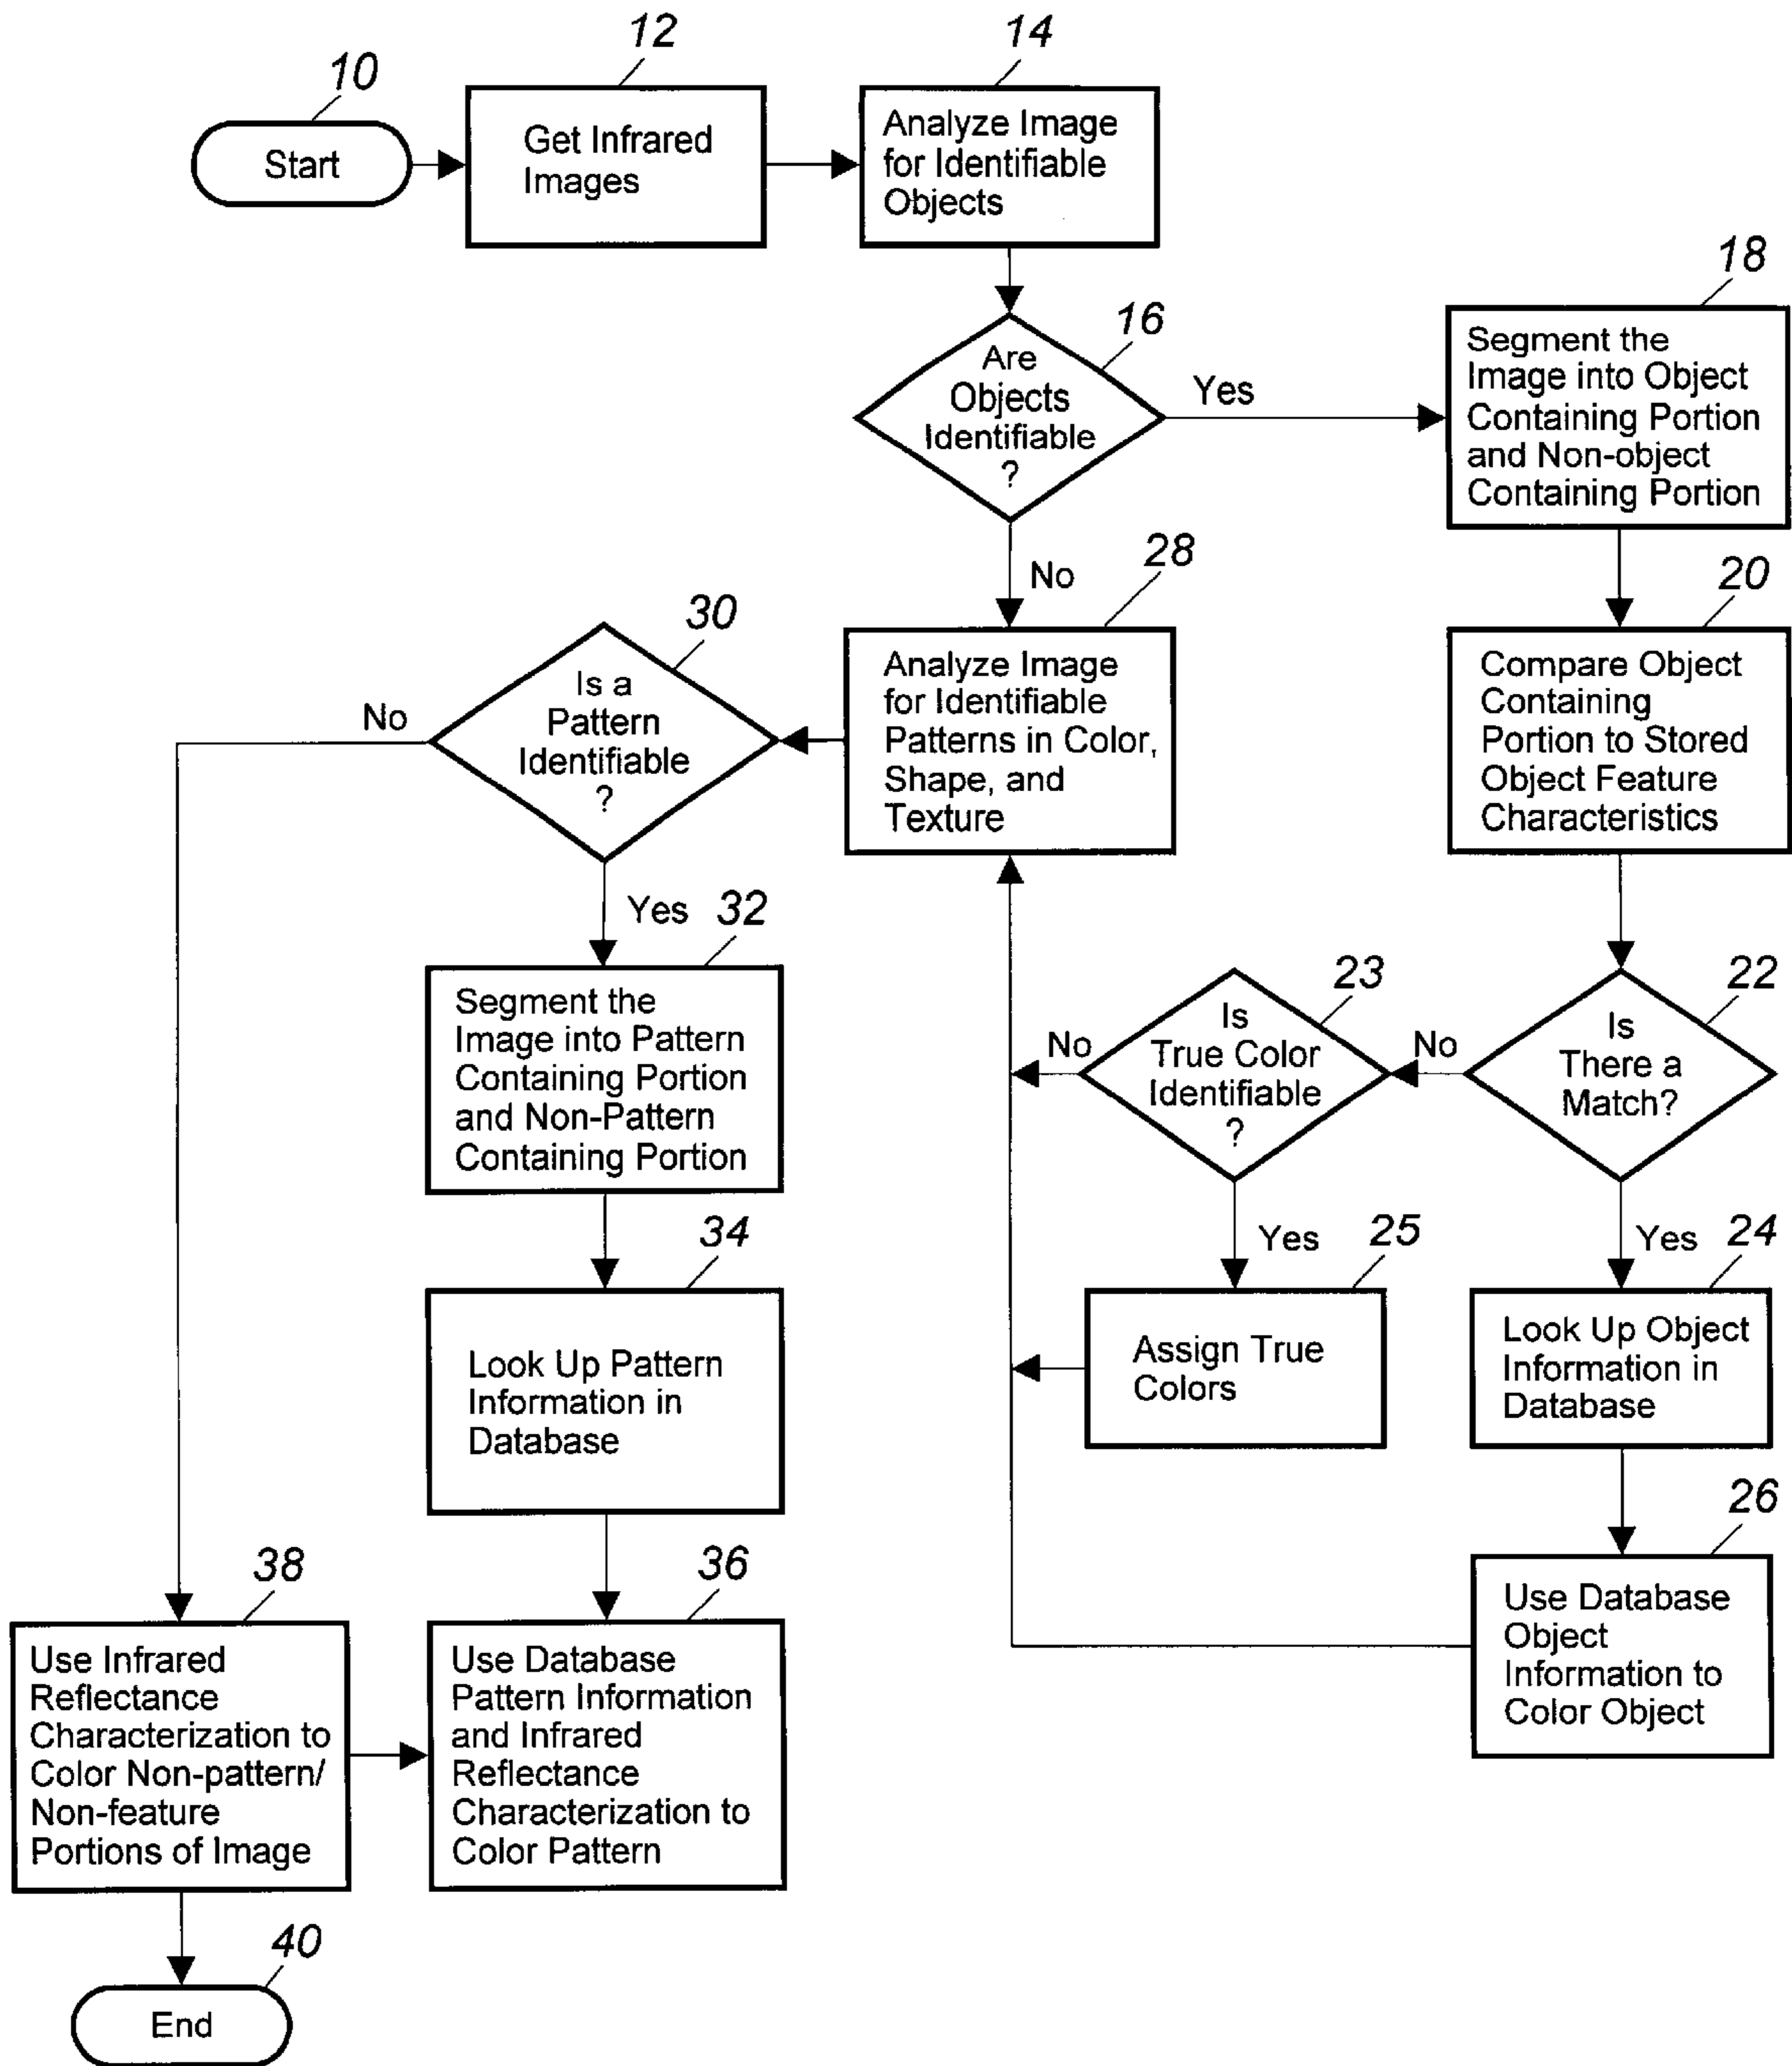 10
Start
12
Get Infrared
Images
14
Analyze Image
for Identifiable
Objects
16
Are
Objects
Identifiable
?
Yes
No
18
Segment the
Image into Object
Containing Portion
and Non-object
Containing Portion
20
Compare Object
Containing
Portion to Stored
Object Feature
Characteristics
22
Is
There a
Match?
No
Yes
23
Is
True Color
Identifiable
?
No
Yes
24
Look Up Object
Information in
Database
25
Assign True
Colors
26
Use Database
Object
Information to
Color Object
28
Analyze Image
for Identifiable
Patterns in Color,
Shape, and
Texture
30
Is a
Pattern
Identifiable
?
No
Yes
32
Segment the
Image into Pattern
Containing Portion
and Non-Pattern
Containing Portion
34
Look Up Pattern
Information in
Database
36
Use Database
Pattern Information
and Infrared
Reflectance
Characterization to
Color Pattern
38
Use Infrared
Reflectance
Characterization to
Color Non-pattern/
Non-feature
Portions of Image
40
End